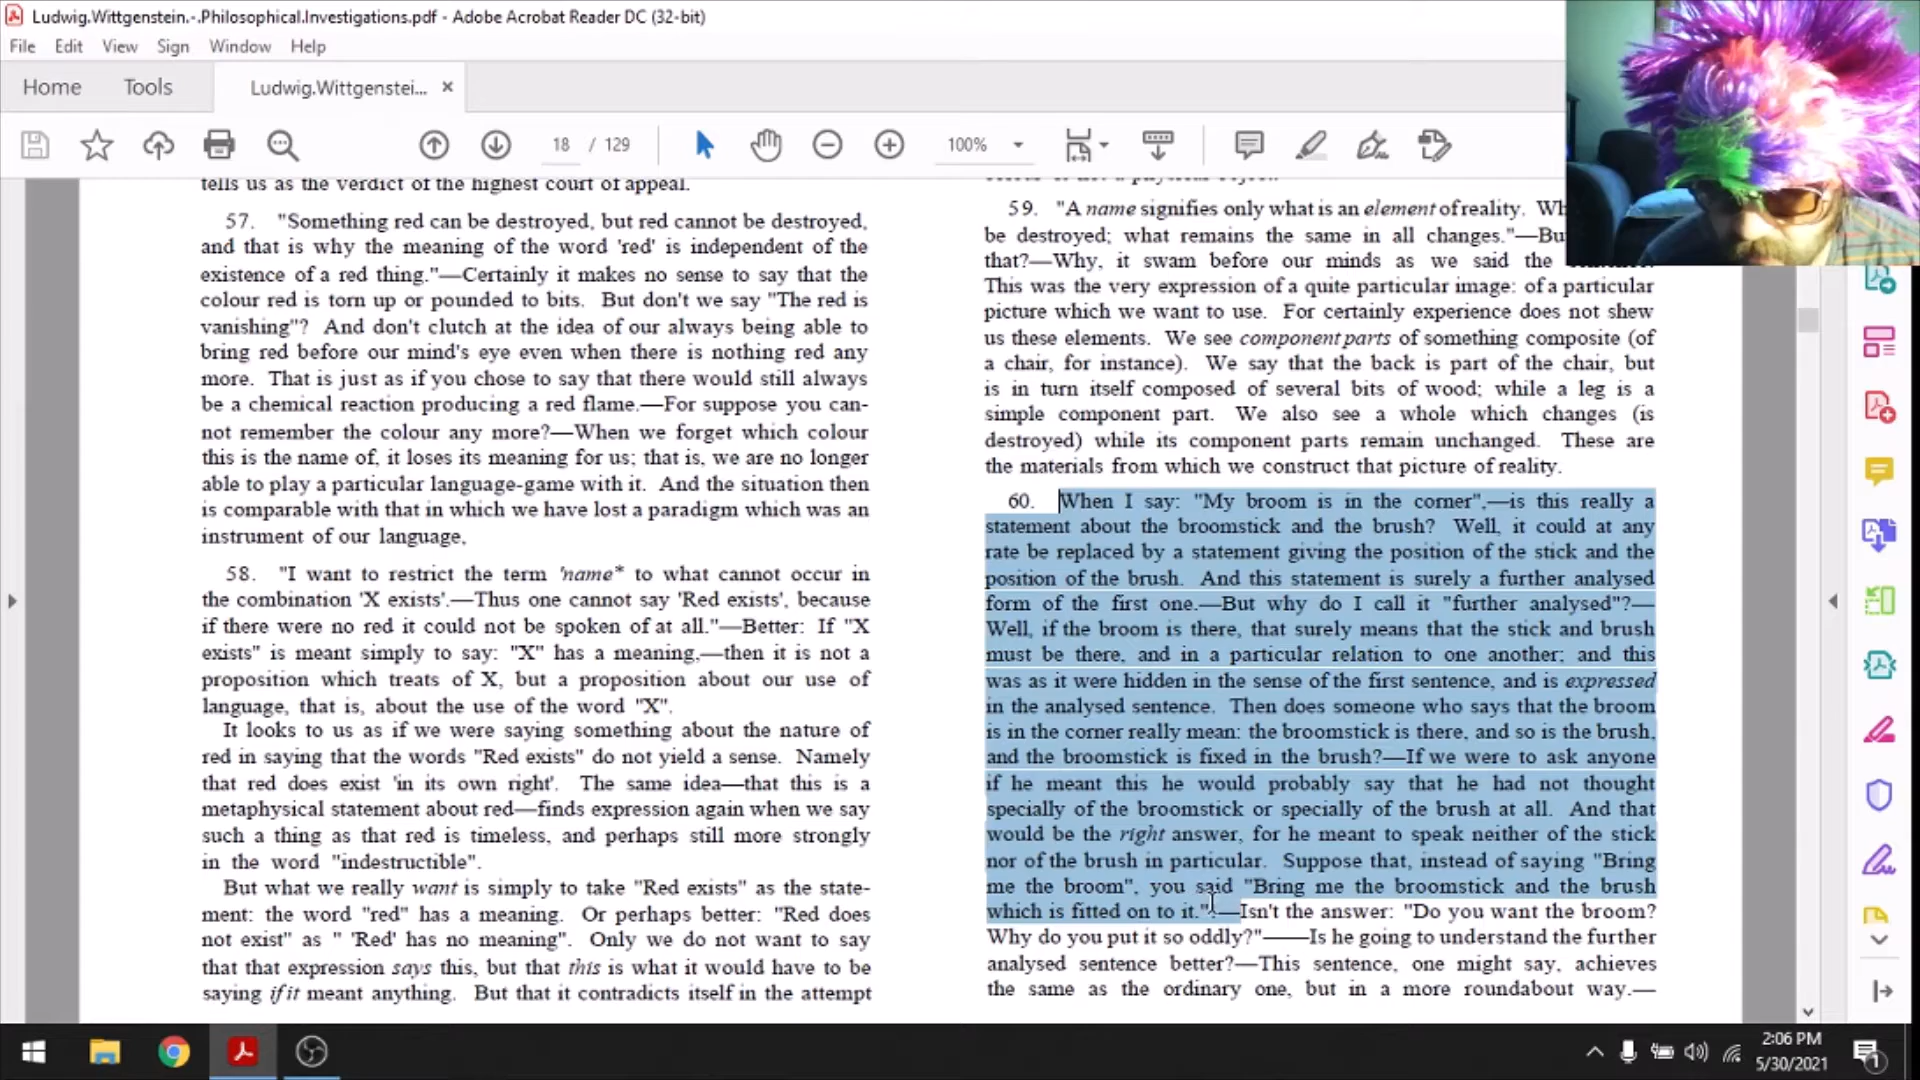 Ludwig.Wittgenstein.-.Philosophical.Investigations.pdf - Adobe Acrobat Reader DC (32-bit)
File Edit View Sign Window Help
Home Tools Ludwig.Wittgenstei... ×
18 / 129 100%
tells us as the verdict of the highest court of appeal.
57. "Something red can be destroyed, but red cannot be destroyed,
and that is why the meaning of the word 'red' is independent of the
existence of a red thing."—Certainly it makes no sense to say that the
colour red is torn up or pounded to bits. But don't we say "The red is
vanishing"? And don't clutch at the idea of our always being able to
bring red before our mind's eye even when there is nothing red any
more. That is just as if you chose to say that there would still always
be a chemical reaction producing a red flame.—For suppose you can-
not remember the colour any more?—When we forget which colour
this is the name of, it loses its meaning for us; that is, we are no longer
able to play a particular language-game with it. And the situation then
is comparable with that in which we have lost a paradigm which was an
instrument of our language,
58. "I want to restrict the term 'name* to what cannot occur in
the combination 'X exists'.—Thus one cannot say 'Red exists', because
if there were no red it could not be spoken of at all."—Better: If "X
exists" is meant simply to say: "X" has a meaning,—then it is not a
proposition which treats of X, but a proposition about our use of
language, that is, about the use of the word "X".
It looks to us as if we were saying something about the nature of
red in saying that the words "Red exists" do not yield a sense. Namely
that red does exist 'in its own right'. The same idea—that this is a
metaphysical statement about red—finds expression again when we say
such a thing as that red is timeless, and perhaps still more strongly
in the word "indestructible".
But what we really want is simply to take "Red exists" as the state-
ment: the word "red" has a meaning. Or perhaps better: "Red does
not exist" as " 'Red' has no meaning". Only we do not want to say
that that expression says this, but that this is what it would have to be
saying if it meant anything. But that it contradicts itself in the attempt
59. "A name signifies only what is an element of reality.
be destroyed; what remains the same in all changes."—
that?—Why, it swam before our minds as we said the
This was the very expression of a quite particular image: of a particular
picture which we want to use. For certainly experience does not shew
us these elements. We see component parts of something composite (of
a chair, for instance). We say that the back is part of the chair, but
is in turn itself composed of several bits of wood; while a leg is a
simple component part. We also see a whole which changes (is
destroyed) while its component parts remain unchanged. These are
the materials from which we construct that picture of reality.
60. When I say: "My broom is in the corner",—is this really a
statement about the broomstick and the brush? Well, it could at any
rate be replaced by a statement giving the position of the stick and the
position of the brush. And this statement is surely a further analysed
form of the first one.—But why do I call it "further analysed"?—
Well, if the broom is there, that surely means that the stick and brush
must be there, and in a particular relation to one another; and this
was as it were hidden in the sense of the first sentence, and is expressed
in the analysed sentence. Then does someone who says that the broom
is in the corner really mean: the broomstick is there, and so is the brush,
and the broomstick is fixed in the brush?—If we were to ask anyone
if he meant this he would probably say that he had not thought
specially of the broomstick or specially of the brush at all. And that
would be the right answer, for he meant to speak neither of the stick
nor of the brush in particular. Suppose that, instead of saying "Bring
me the broom", you said "Bring me the broomstick and the brush
which is fitted on to it."!—Isn't the answer: "Do you want the broom?
Why do you put it so oddly?"——Is he going to understand the further
analysed sentence better?—This sentence, one might say, achieves
the same as the ordinary one, but in a more roundabout way.—
2:06 PM
5/30/2021
1